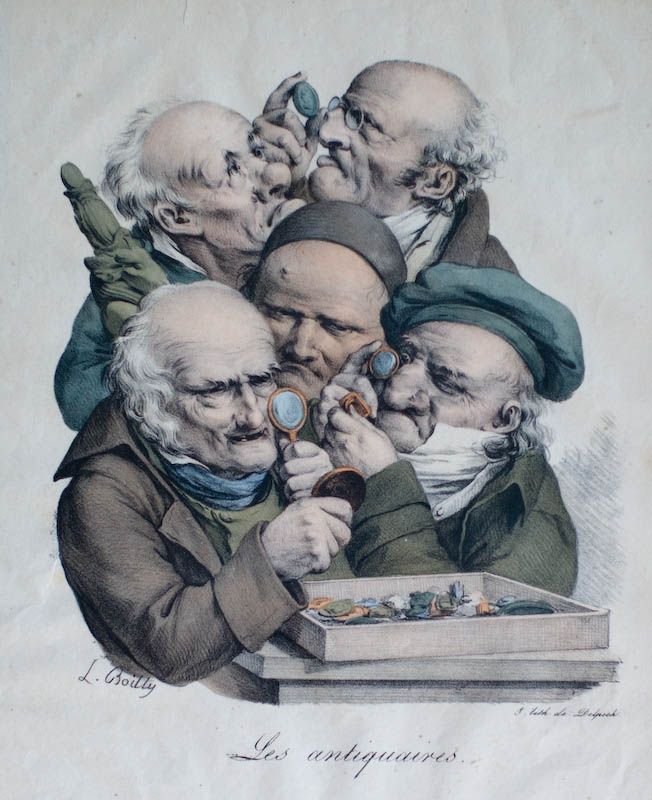 L. Boilly
I. lith de Delpech
Les antiquaires.